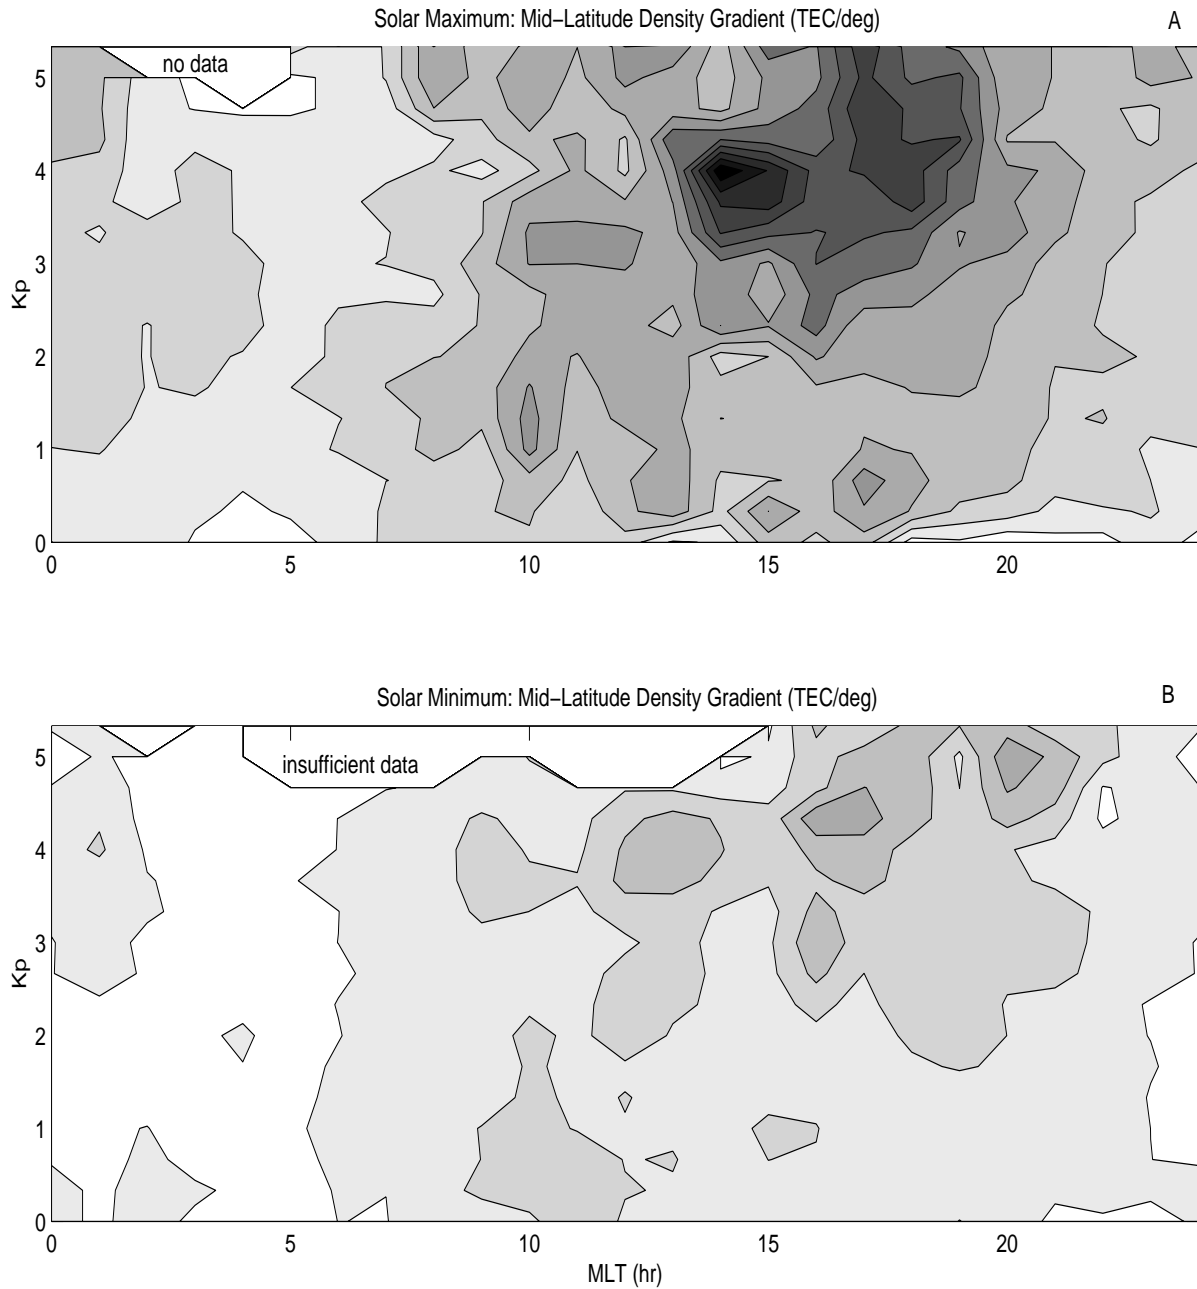 Solar Maximum: Mid−Latitude Density Gradient (TEC/deg)
A
no data
5
4
3
2
1
0
Kp
0 5 10 15 20
Solar Minimum: Mid−Latitude Density Gradient (TEC/deg)
B
insufficient data
5
4
3
2
1
0
Kp
0 5 10 15 20
MLT (hr)